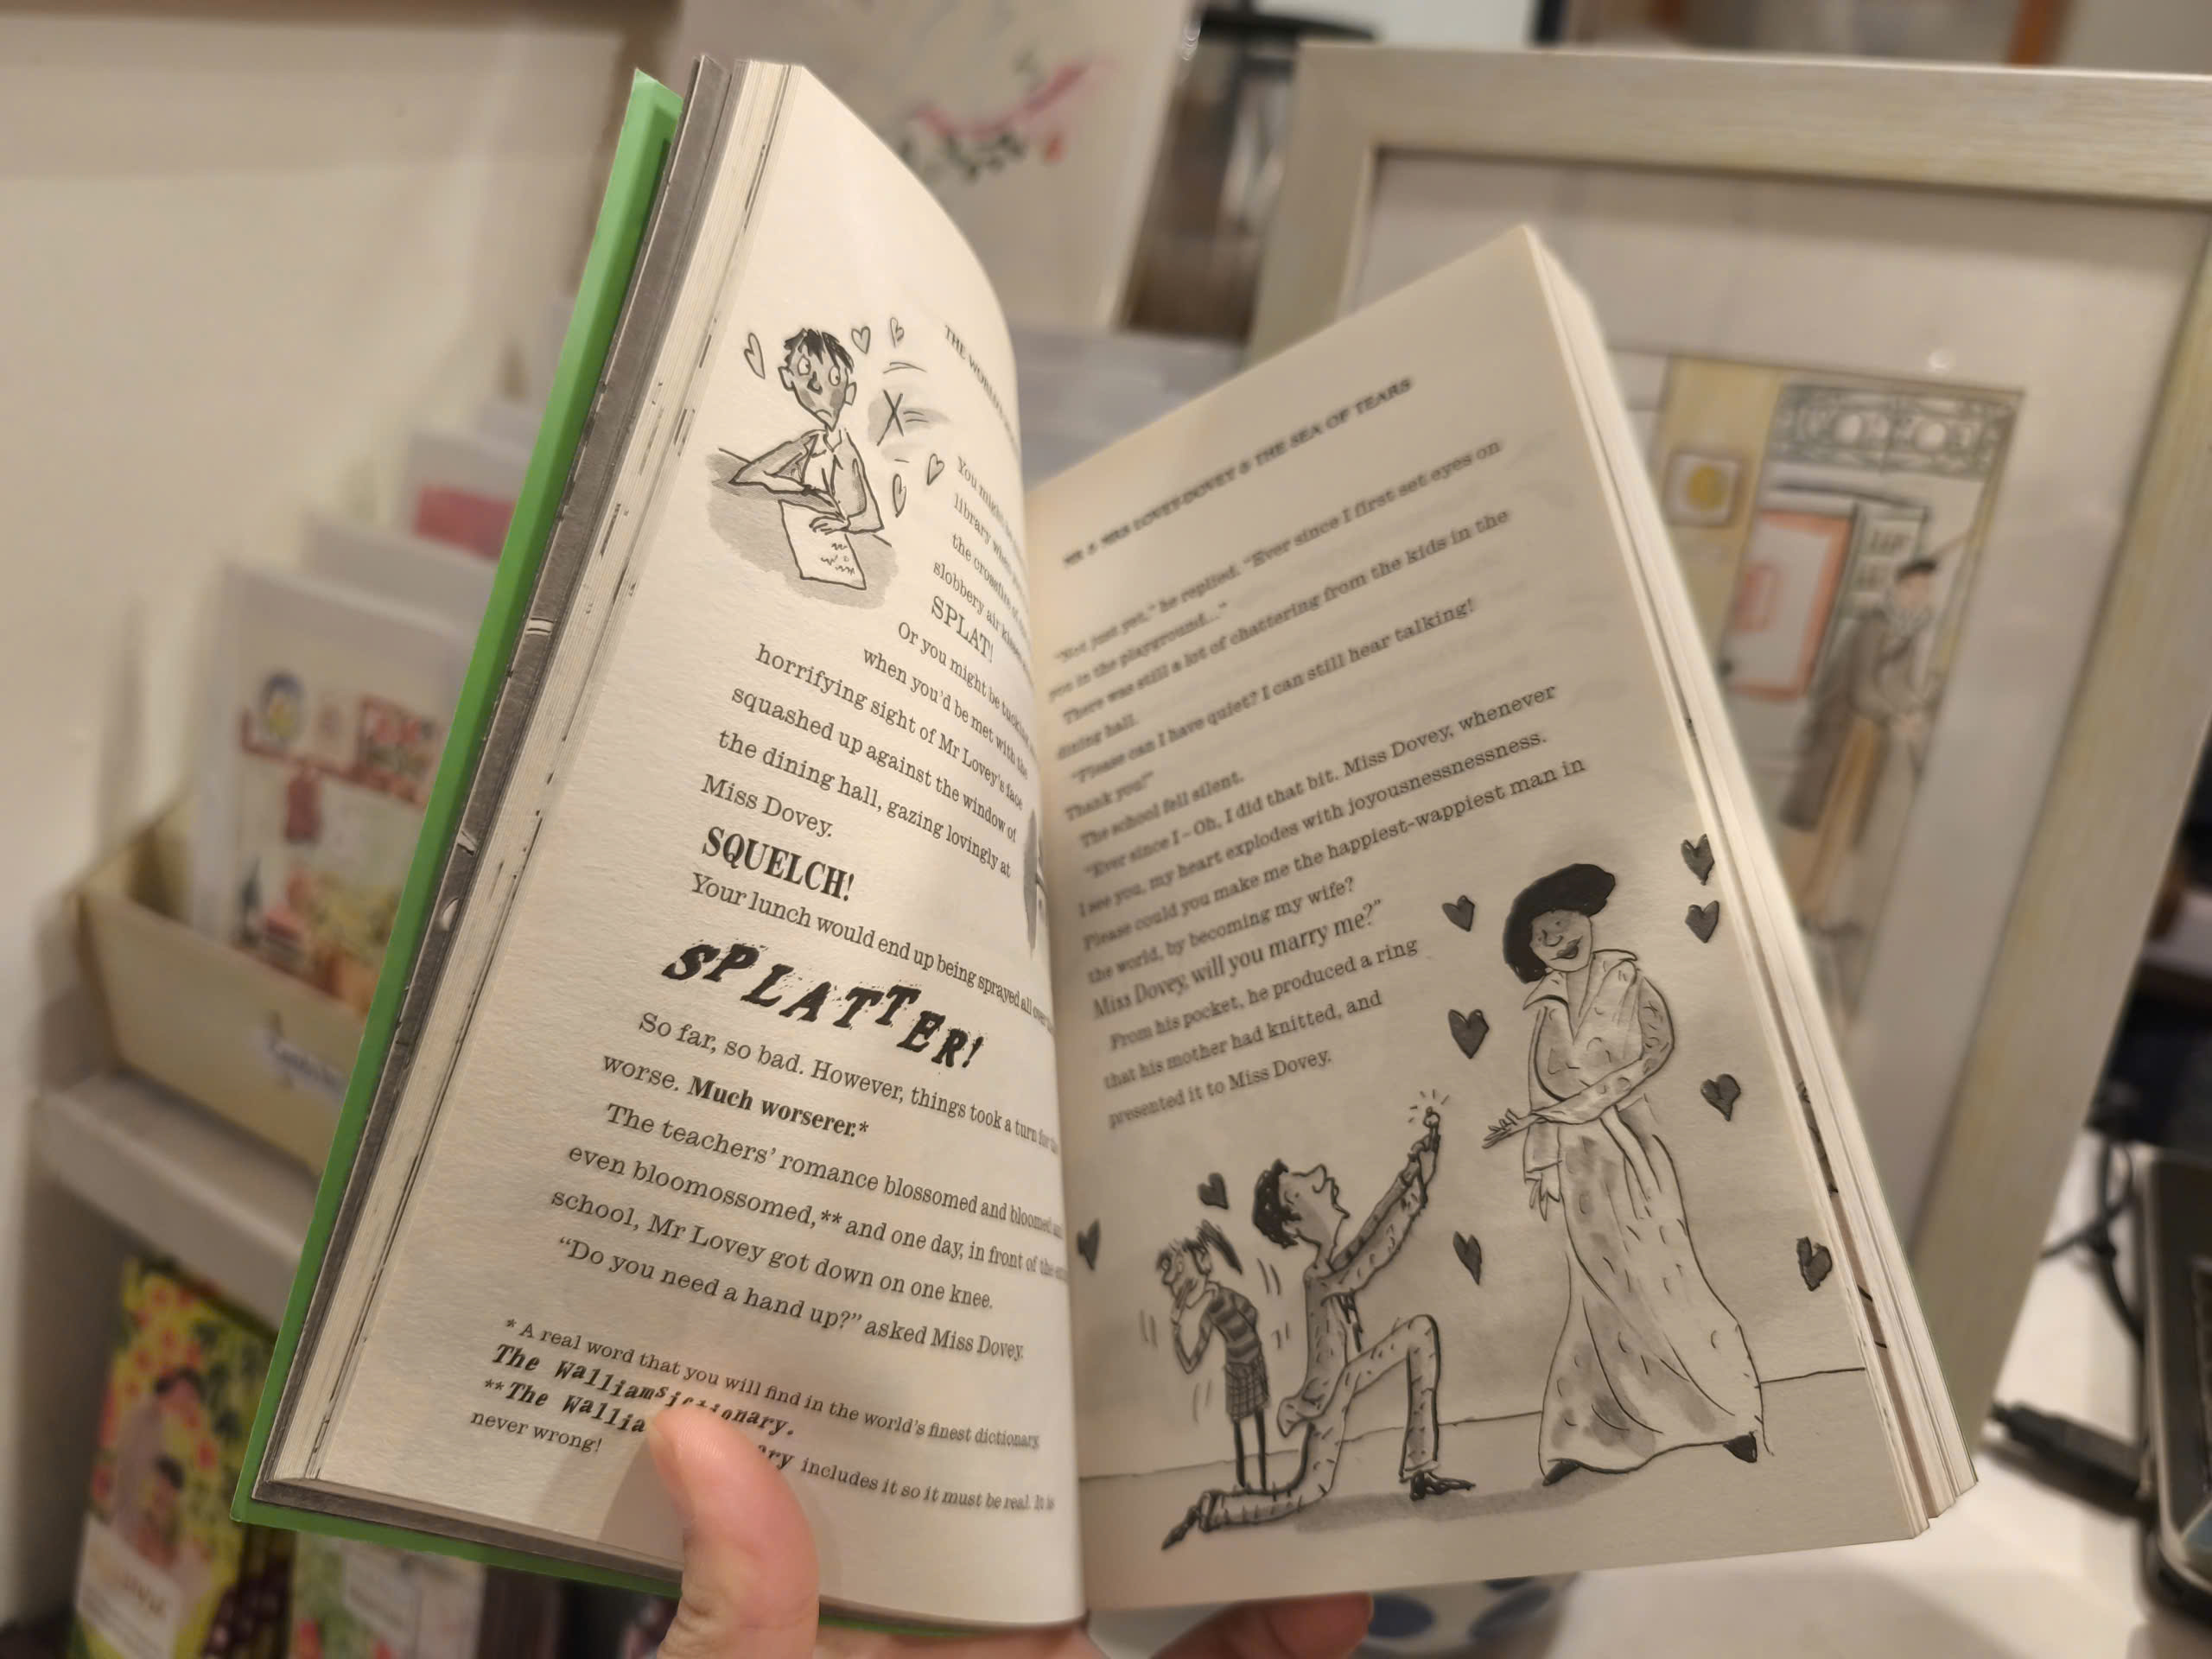 THE WORLD'S
You might
library when
the crossfire of
slobbery air kisses
SPLAT!
Or you might be tucking
when you'd be met with the
horrifying sight of Mr Lovey's face
squashed up against the window of
the dining hall, gazing lovingly at
Miss Dovey.
SQUELCH!
Your lunch would end up being sprayed all over
SPLATTER!
So far, so bad. However, things took a turn for
worse. Much worserer.*
The teachers' romance blossomed and bloomed
even bloomossomed,** and one day, in front of the
school, Mr Lovey got down on one knee.
“Do you need a hand up?” asked Miss Dovey.
* A real word that you will find in the world's finest dictionary,
The Walliamsictionary.
**The Wallia ary includes it so it must be real. It is
never wrong!
MR & MRS LOVEY-DOVEY & THE SEA OF TEARS
“Not just yet,” he replied. “Ever since I first set eyes on
you in the playground...”
There was still a lot of chattering from the kids in the
dining hall.
“Please can I have quiet? I can still hear talking!
Thank you!”
The school fell silent.
“Ever since I – Oh, I did that bit. Miss Dovey, whenever
I see you, my heart explodes with joyousnessnessness.
Please could you make me the happiest-wappiest man in
the world, by becoming my wife?
Miss Dovey, will you marry me?”
From his pocket, he produced a ring
that his mother had knitted, and
presented it to Miss Dovey.